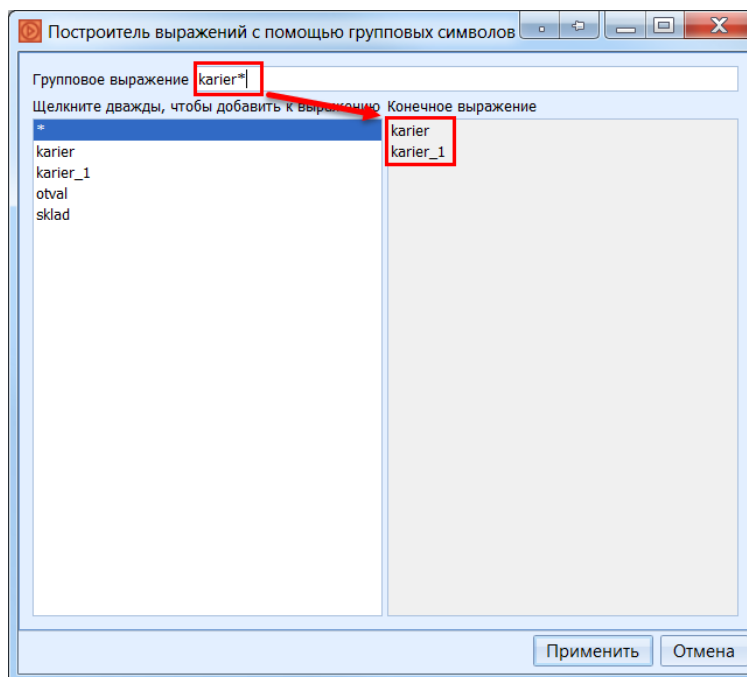 Построитель выражений с помощью групповых символов
Групповое выражение karier*
Щелкните дважды, чтобы добавить к выражению Конечное выражение
*
karier
karier_1
otval
sklad
karier
karier_1
Применить Отмена